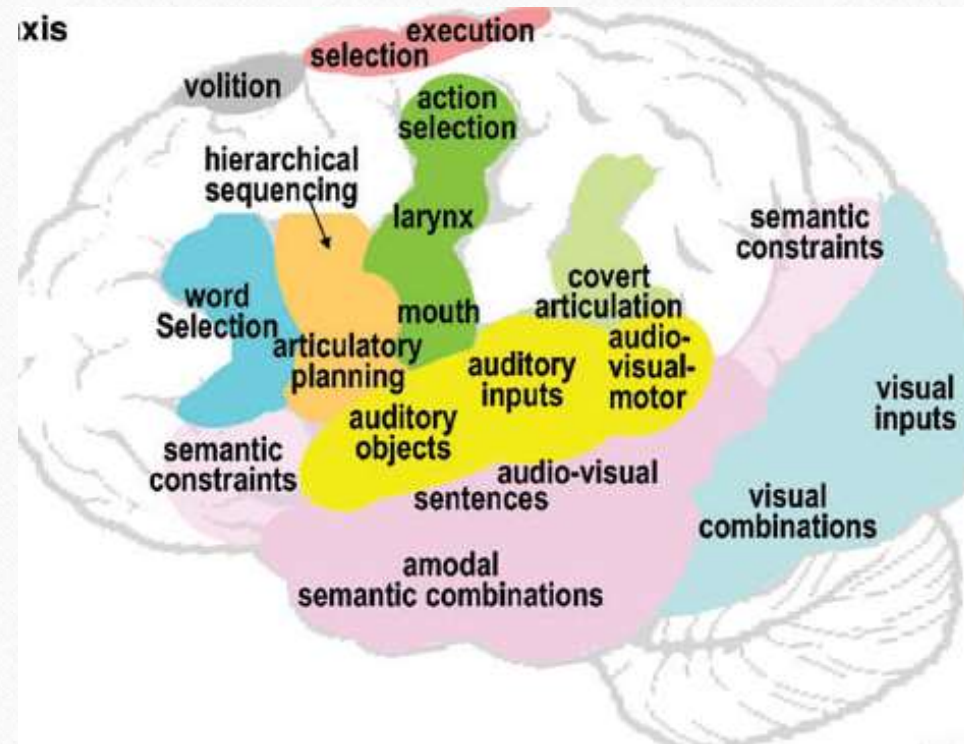 xis
execution
selection
volition
action
selection
hierarchical
sequencing
larynx
semantic
constraints
word
Selection
mouth
covert
articulation
articulatory
planning
auditory
inputs
audio-
visual-
motor
visual
inputs
auditory
objects
semantic
constraints
audio-visual
sentences
visual
combinations
amodal
semantic combinations